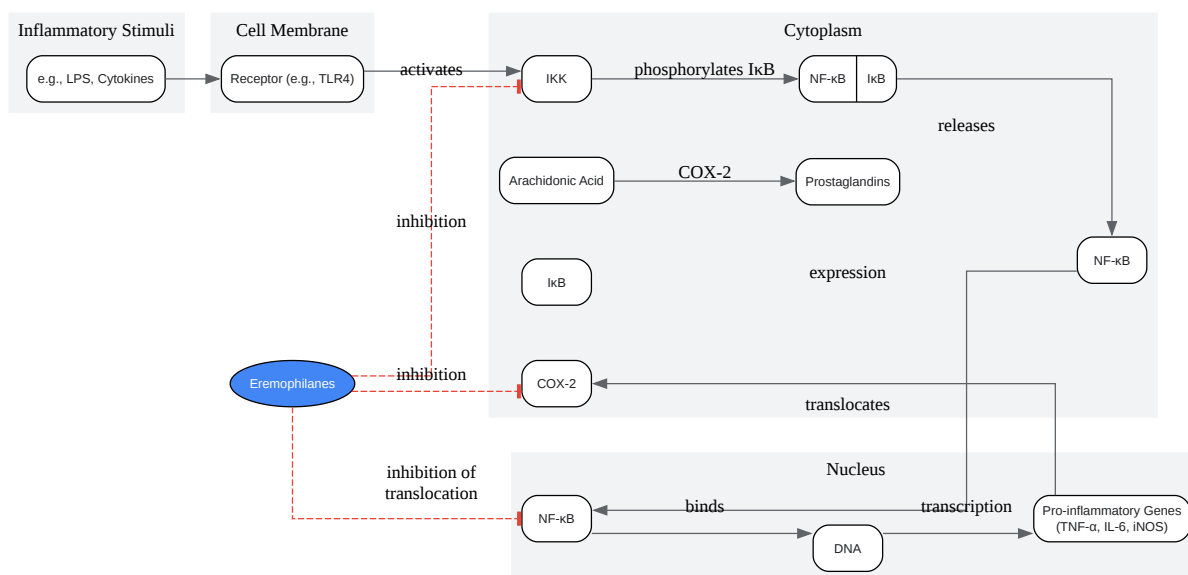 Inflammatory Stimuli
Cell Membrane
Cytoplasm
e.g., LPS, Cytokines
Receptor (e.g., TLR4)
activates
IKK
phosphorylates IκB
NF-κB
IκB
releases
Arachidonic Acid
COX-2
Prostaglandins
inhibition
NF-κB
IκB
expression
Eremophilanes
inhibition
COX-2
translocates
Nucleus
inhibition of
translocation
NF-κB
binds
transcription
DNA
Pro-inflammatory Genes
(TNF-α, IL-6, iNOS)